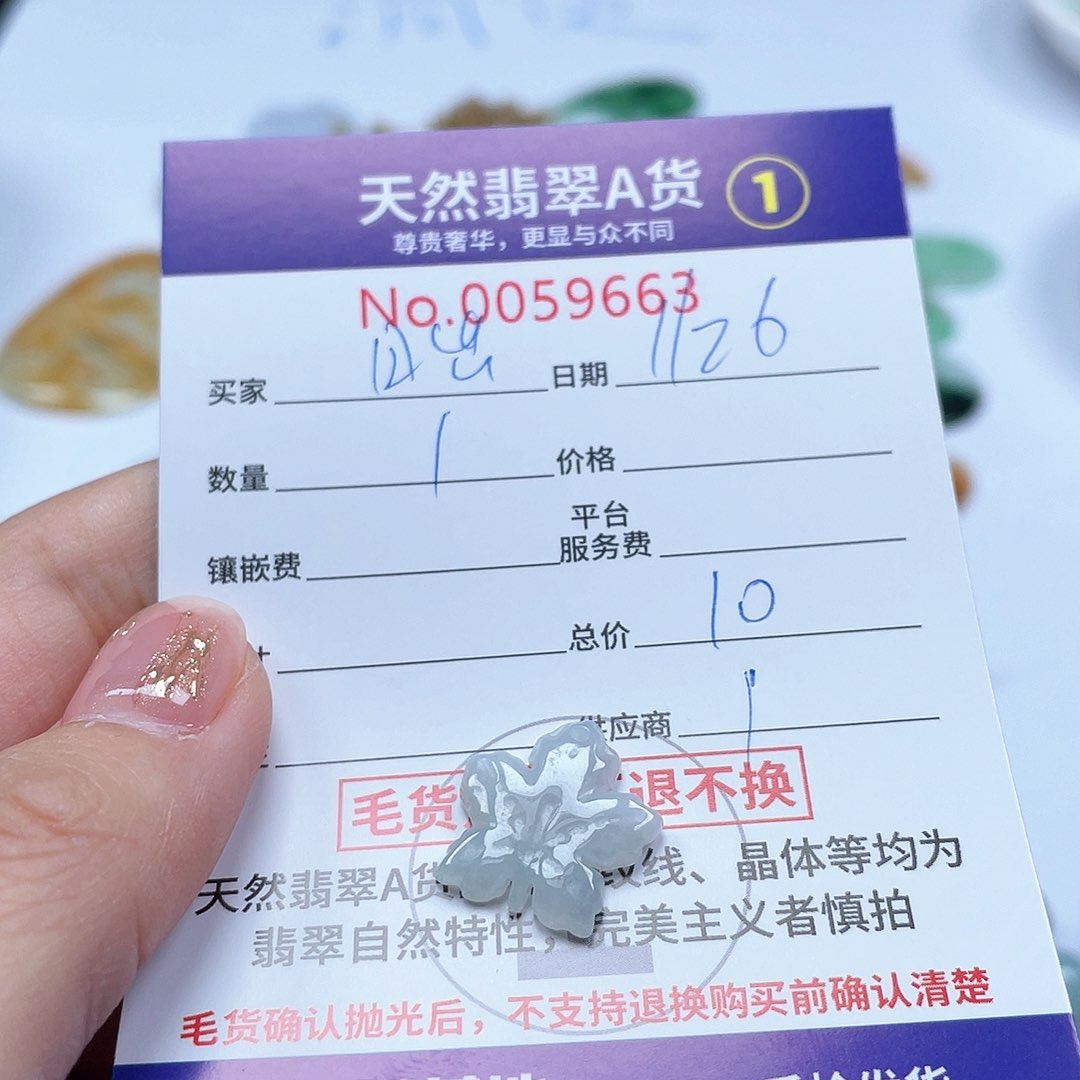 天然翡翠A货 1
尊贵奢华，更显与众不同
No.0059663
买家 日期 1/26
数量 1 价格
平台
镶嵌费 服务费
总价 10
供应商 1
毛货 退不换
天然翡翠A货 纹线、晶体等均为
翡翠自然特性，完美主义者慎拍
毛货确认抛光后，不支持退换购买前确认清楚